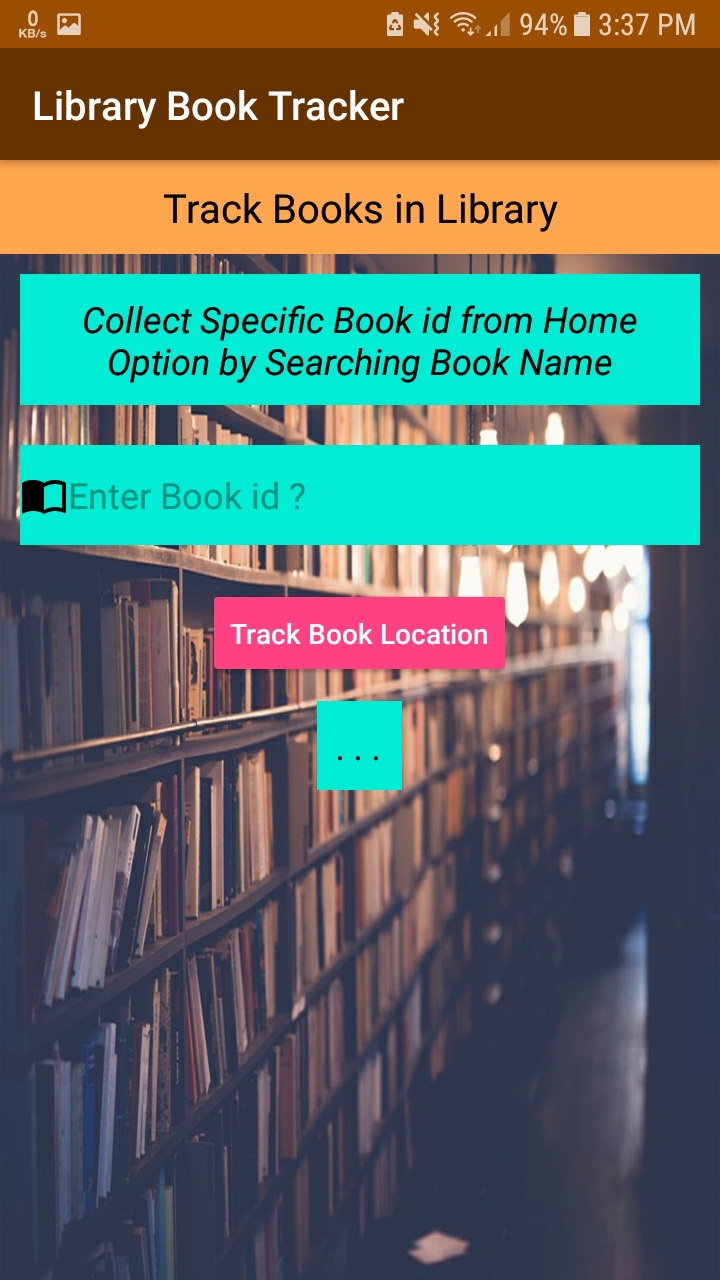 0
KB/s
94%
3:37 PM
Library Book Tracker
Track Books in Library
Collect Specific Book id from Home
Option by Searching Book Name
Enter Book id ?
Track Book Location
. . .